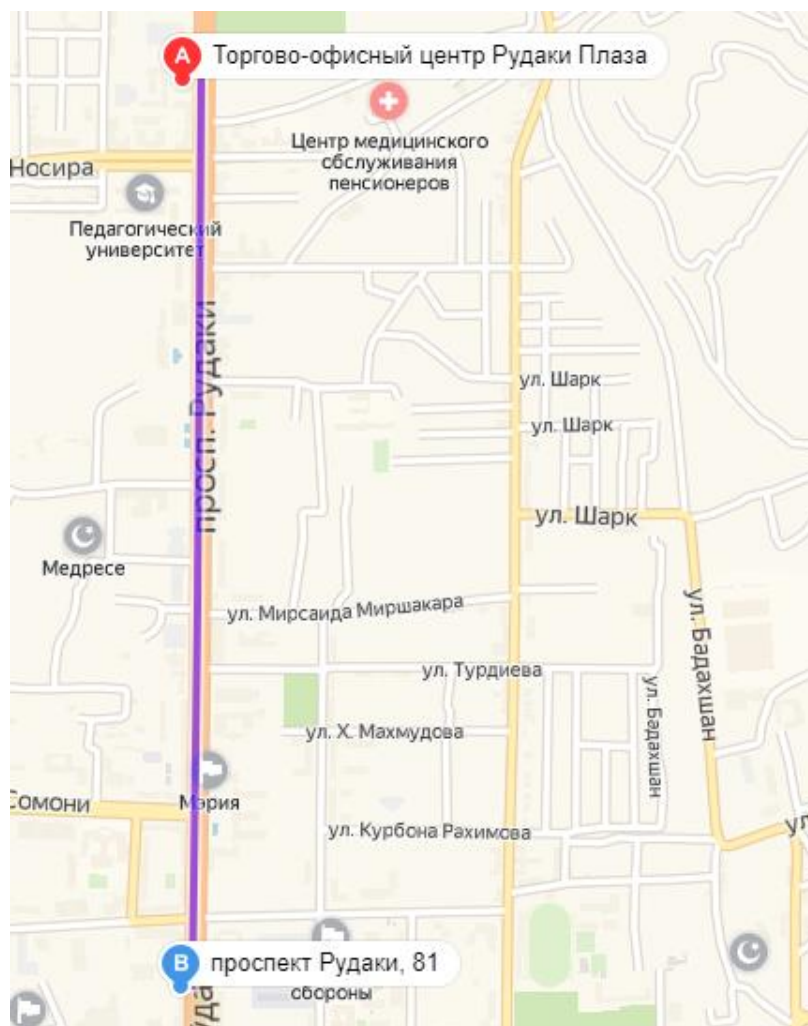 A
Торгово-офисный центр Рудаки Плаза
Центр медицинского
обслуживания
пенсионеров
Носира
Педагогический
университет
просп. Рудаки
ул. Шарк
ул. Шарк
ул. Шарк
Медресе
ул. Мирсаида Миршакара
ул. Бадахшан
ул. Турдиева
ул. Бадахшан
ул. Х. Махмудова
Мэрия
Сомони
ул. Курбона Рахимова
ул
B
проспект Рудаки, 81
обороны
уда